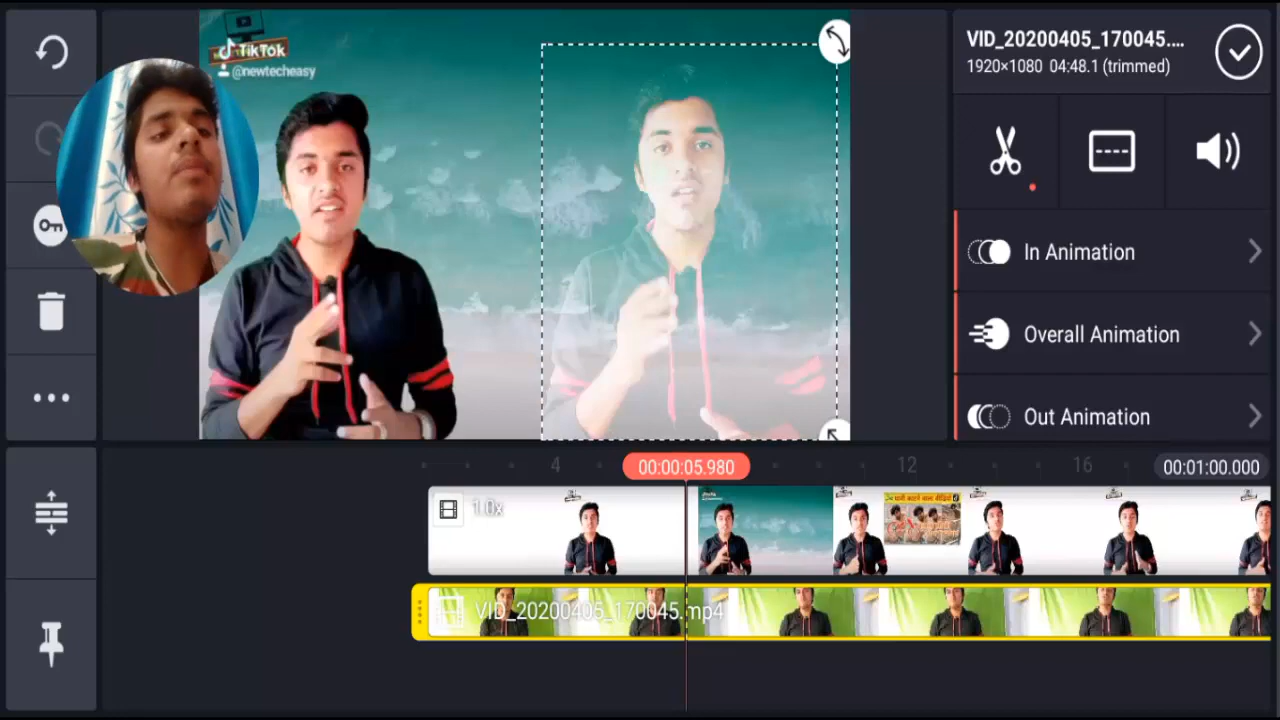 TikTok
@newtecheasy
VID_20200405_170045....
1920×1080 04:48.1 (trimmed)
In Animation
Overall Animation
Out Animation
4
00:00:05.980
12
16
00:01:00.000
1.0x
VID_20200405_170045.mp4